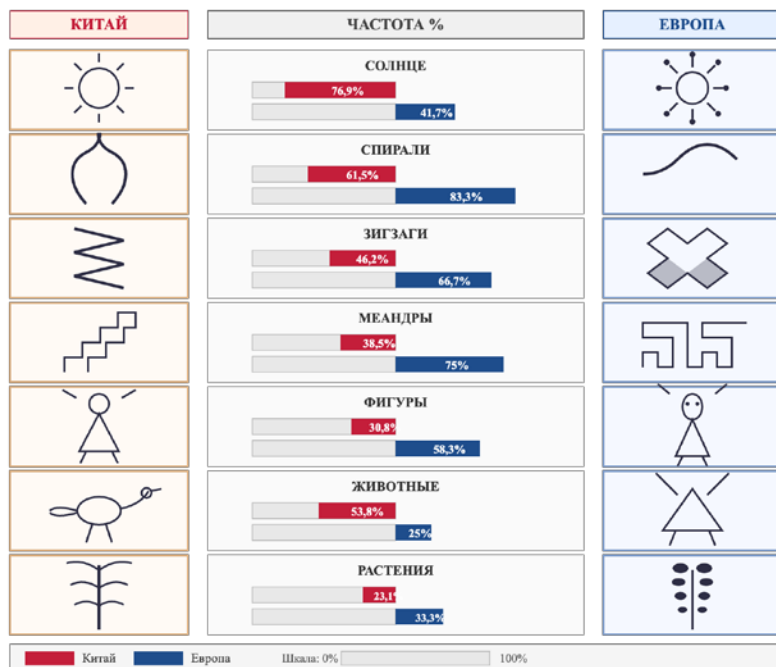 КИТАЙ
ЧАСТОТА %
ЕВРОПА
СОЛНЦЕ
76,9%
41,7%
СПИРАЛИ
61,5%
83,3%
ЗИГЗАГИ
46,2%
66,7%
МЕАНДРЫ
38,5%
75%
ФИГУРЫ
30,8%
58,3%
ЖИВОТНЫЕ
53,8%
25%
РАСТЕНИЯ
23,1%
33,3%
Китай Европа Шкала: 0% 100%